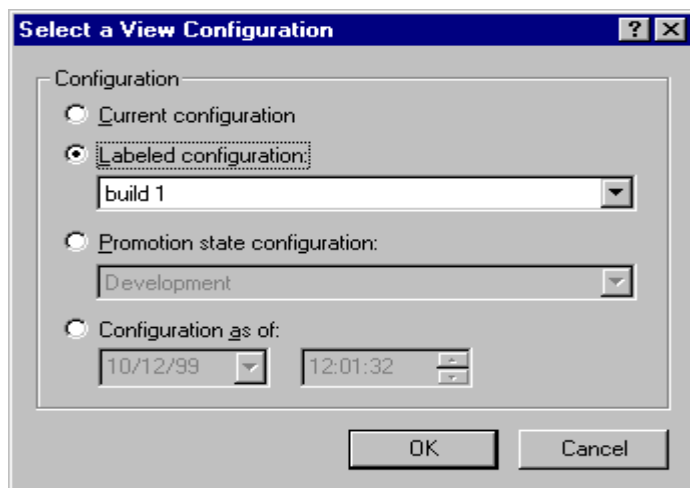 Select a View Configuration
Configuration
Current configuration
Labeled configuration:
build 1
Promotion state configuration:
Development
Configuration as of:
10/12/99 12:01:32
OK Cancel